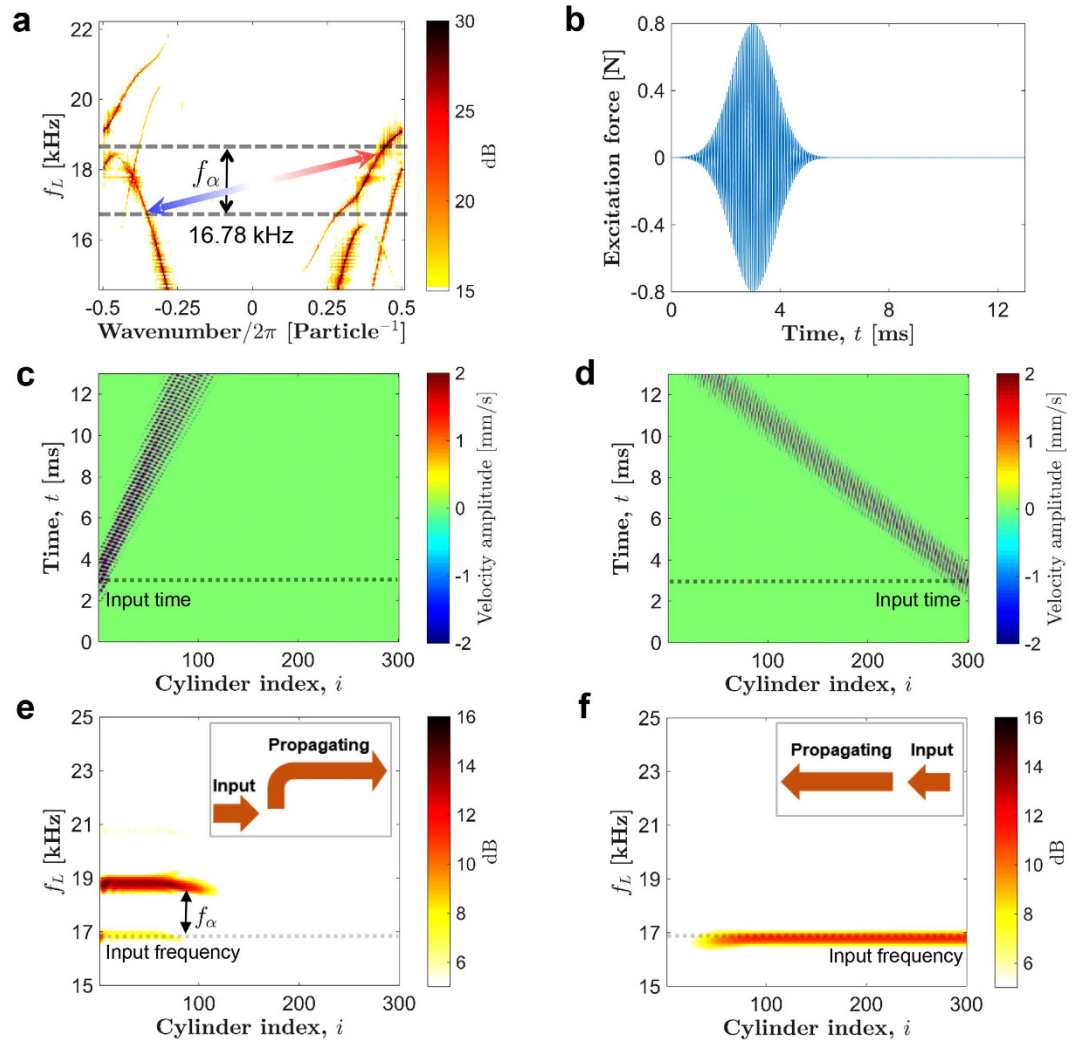 a
22
20
18
16
f_L [kHz]
f_α
16.78 kHz
-0.5
-0.25
0
0.25
0.5
Wavenumber/2π [Particle⁻¹]
30
25
20
15
dB
b
0.8
0.4
0
-0.4
-0.8
Excitation force [N]
0
4
8
12
Time, t [ms]
c
12
10
8
6
4
2
0
Time, t [ms]
Input time
0
100
200
300
Cylinder index, i
2
1
0
-1
-2
Velocity amplitude [mm/s]
d
12
10
8
6
4
2
0
Time, t [ms]
Input time
0
100
200
300
Cylinder index, i
2
1
0
-1
-2
Velocity amplitude [mm/s]
e
25
23
21
19
17
15
f_L [kHz]
Input
Propagating
f_α
Input frequency
0
100
200
300
Cylinder index, i
16
14
12
10
8
6
dB
f
25
23
21
19
17
15
f_L [kHz]
Propagating
Input
Input frequency
0
100
200
300
Cylinder index, i
16
14
12
10
8
6
dB